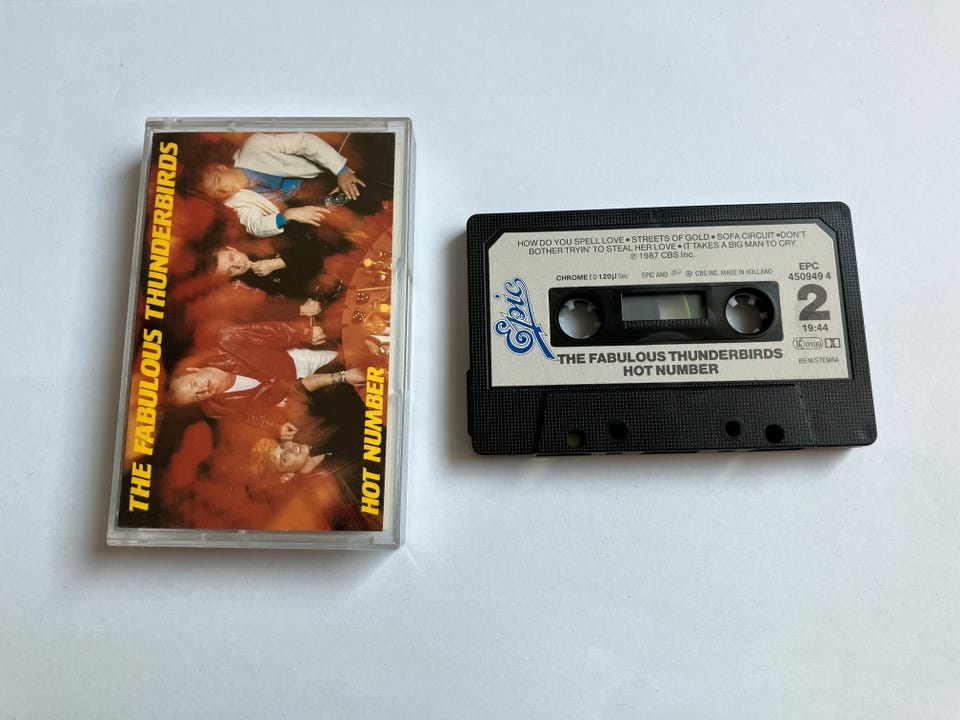 THE FABULOUS THUNDERBIRDS
HOT NUMBER
HOW DO YOU SPELL LOVE • STREETS OF GOLD • SOFA CIRCUIT • DON'T
BOTHER TRYIN' TO STEAL HER LOVE • IT TAKES A BIG MAN TO CRY
℗ 1987 CBS Inc.
CHROME EQ 120µ Sec
EPIC AND © CBS INC. MADE IN HOLLAND
EPC
450949 4
2
19:44
0199
BIEM/STEMRA
Epic
THE FABULOUS THUNDERBIRDS
HOT NUMBER